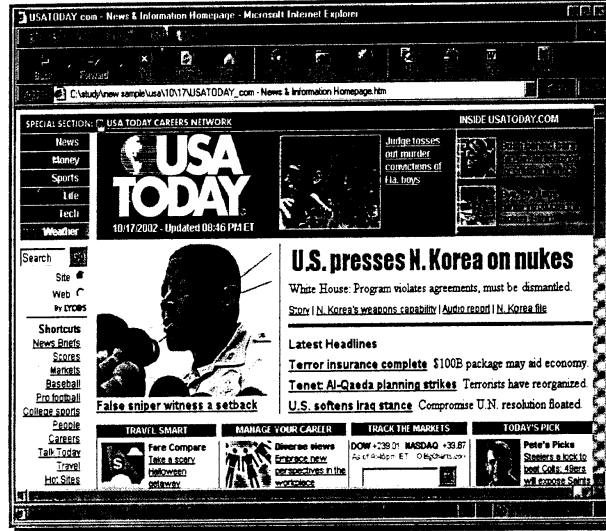 USATODAY com - News & Information Homepage - Microsoft Internet Explorer
Back Forward
C:\study\new sample\usa\10\17\USATODAY_com - News & Information Homepage.htm
SPECIAL SECTION: USA TODAY CAREERS NETWORK
INSIDE USATODAY.COM
News
Money
Sports
Life
Tech
Weather
USA
TODAY
10/17/2002 - Updated 08:46 PM ET
Judge tosses
out murder
convictions of
Fla. boys
Search
Site
Web
By LYCOS
Shortcuts
News Briefs
Scores
Markets
Baseball
Pro football
College sports
People
Careers
Talk Today
Travel
Hot Sites
False sniper witness a setback
U.S. presses N. Korea on nukes
White House: Program violates agreements, must be dismantled.
Story | N. Korea's weapons capability | Audio report | N. Korea file
Latest Headlines
Terror insurance complete $100B package may aid economy.
Tenet: Al-Qaeda planning strikes Terrorists have reorganized.
U.S. softens Iraq stance Compromise U.N. resolution floated.
TRAVEL SMART
Fare Compare
Take a scary
Halloween
getaway
MANAGE YOUR CAREER
Diverse views
Embrace new
perspectives in the
workplace
TRACK THE MARKETS
DOW +239.01 NASDAQ +39.87
TODAY'S PICK
Pete's Picks
Steelers a lock to
beat Colts; 49ers
will expose Saints